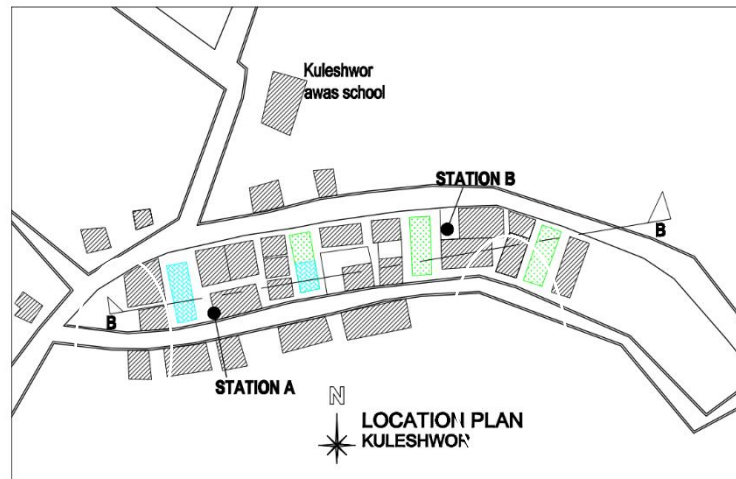 Kuleshwor
awas school
STATION B
B
B
STATION A
N
LOCATION PLAN
KULESHWOR